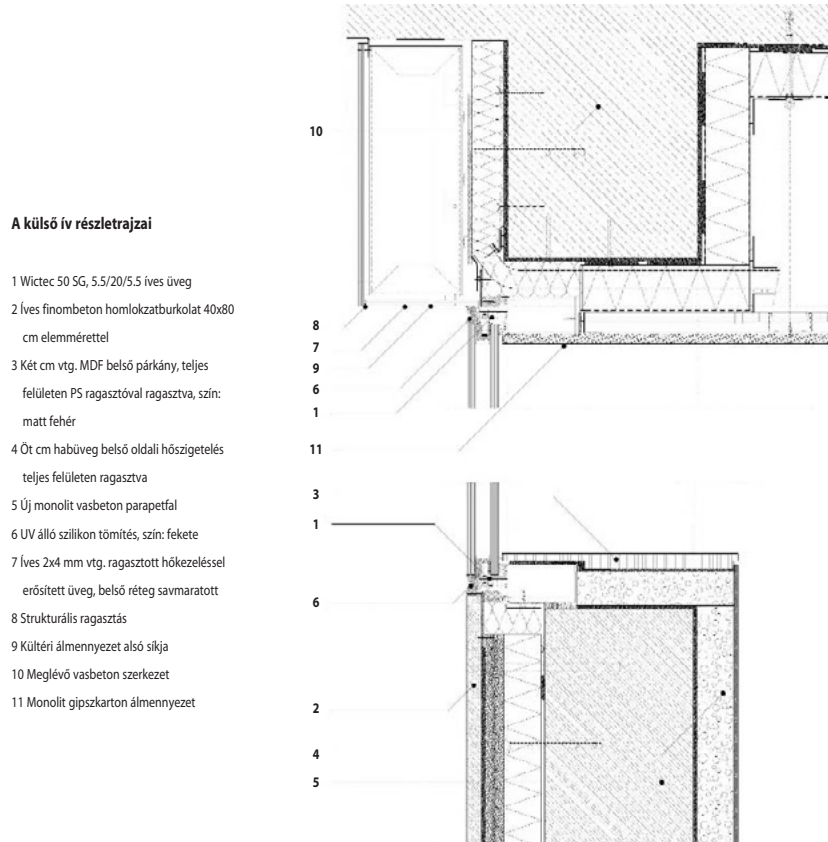 A külső ív részletrajzai
1 Wictec 50 SG, 5.5/20/5.5 íves üveg
2 Íves finombeton homlokzatburkolat 40x80
cm elemmérettel
3 Két cm vtg. MDF belső párkány, teljes
felületen PS ragasztóval ragasztva, szín:
matt fehér
4 Öt cm habüveg belső oldali hőszigetelés
teljes felületen ragasztva
5 Új monolit vasbeton parapetfal
6 UV álló szilikon tömítés, szín: fekete
7 Íves 2x4 mm vtg. ragasztott hőkezeléssel
erősített üveg, belső réteg savmaratott
8 Strukturális ragasztás
9 Kültéri álmennyezet alsó síkja
10 Meglévő vasbeton szerkezet
11 Monolit gipszkarton álmennyezet
10
8
7
9
6
1
11
3
1
6
2
4
5